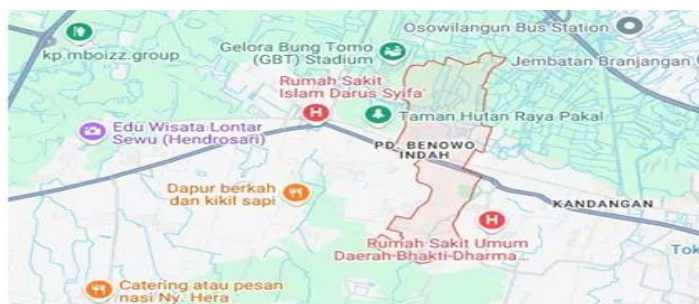 Osowilangun Bus Station
kp.mboizz.group
Gelora Bung Tomo
(GBT) Stadium
Jembatan Branjangan
Rumah Sakit
Islam Darus Syifa'
Taman Hutan Raya Pakal
Edu Wisata Lontar
Sewu (Hendrosari)
PD. BENOWO
INDAH
Dapur berkah
dan kikil sapi
KANDANGAN
Rumah Sakit Umum
Daerah Bhakti Dharma...
Tok
Catering atau pesan
nasi Ny. Hera